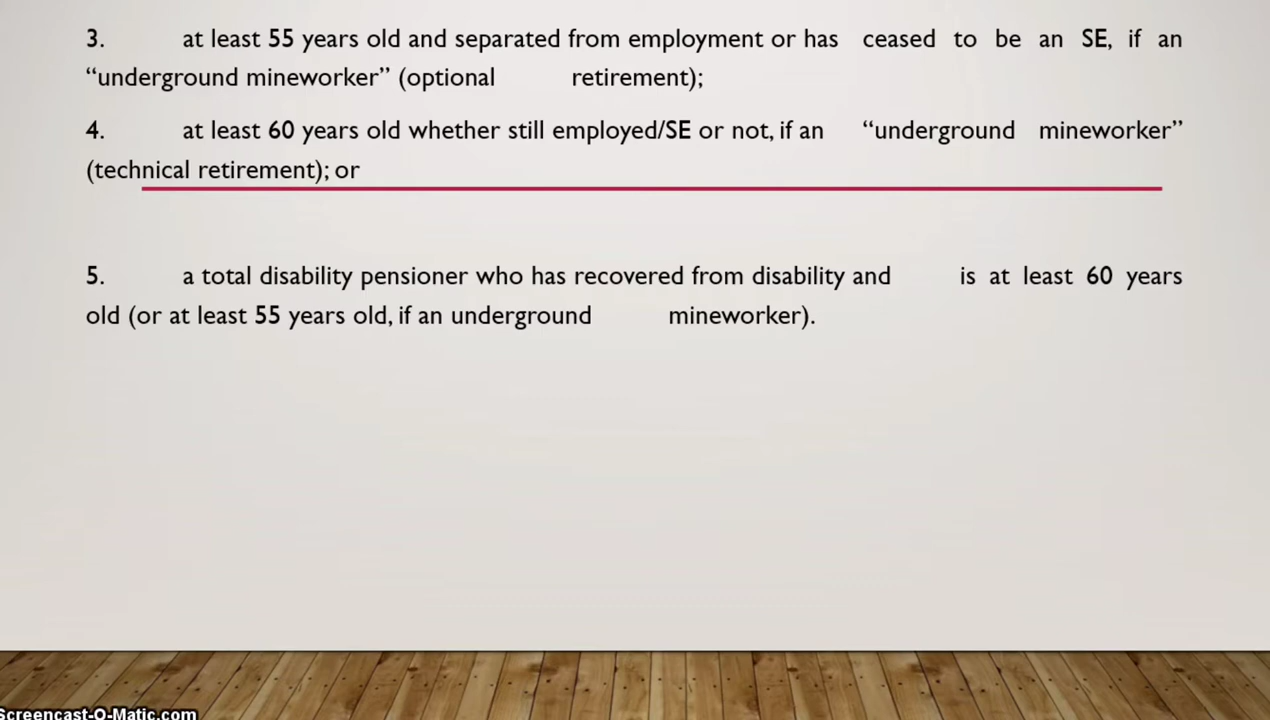 3. at least 55 years old and separated from employment or has ceased to be an SE, if an
“underground mineworker” (optional retirement);
4. at least 60 years old whether still employed/SE or not, if an “underground mineworker”
(technical retirement); or
5. a total disability pensioner who has recovered from disability and is at least 60 years
old (or at least 55 years old, if an underground mineworker).
Screencast-O-Matic.com